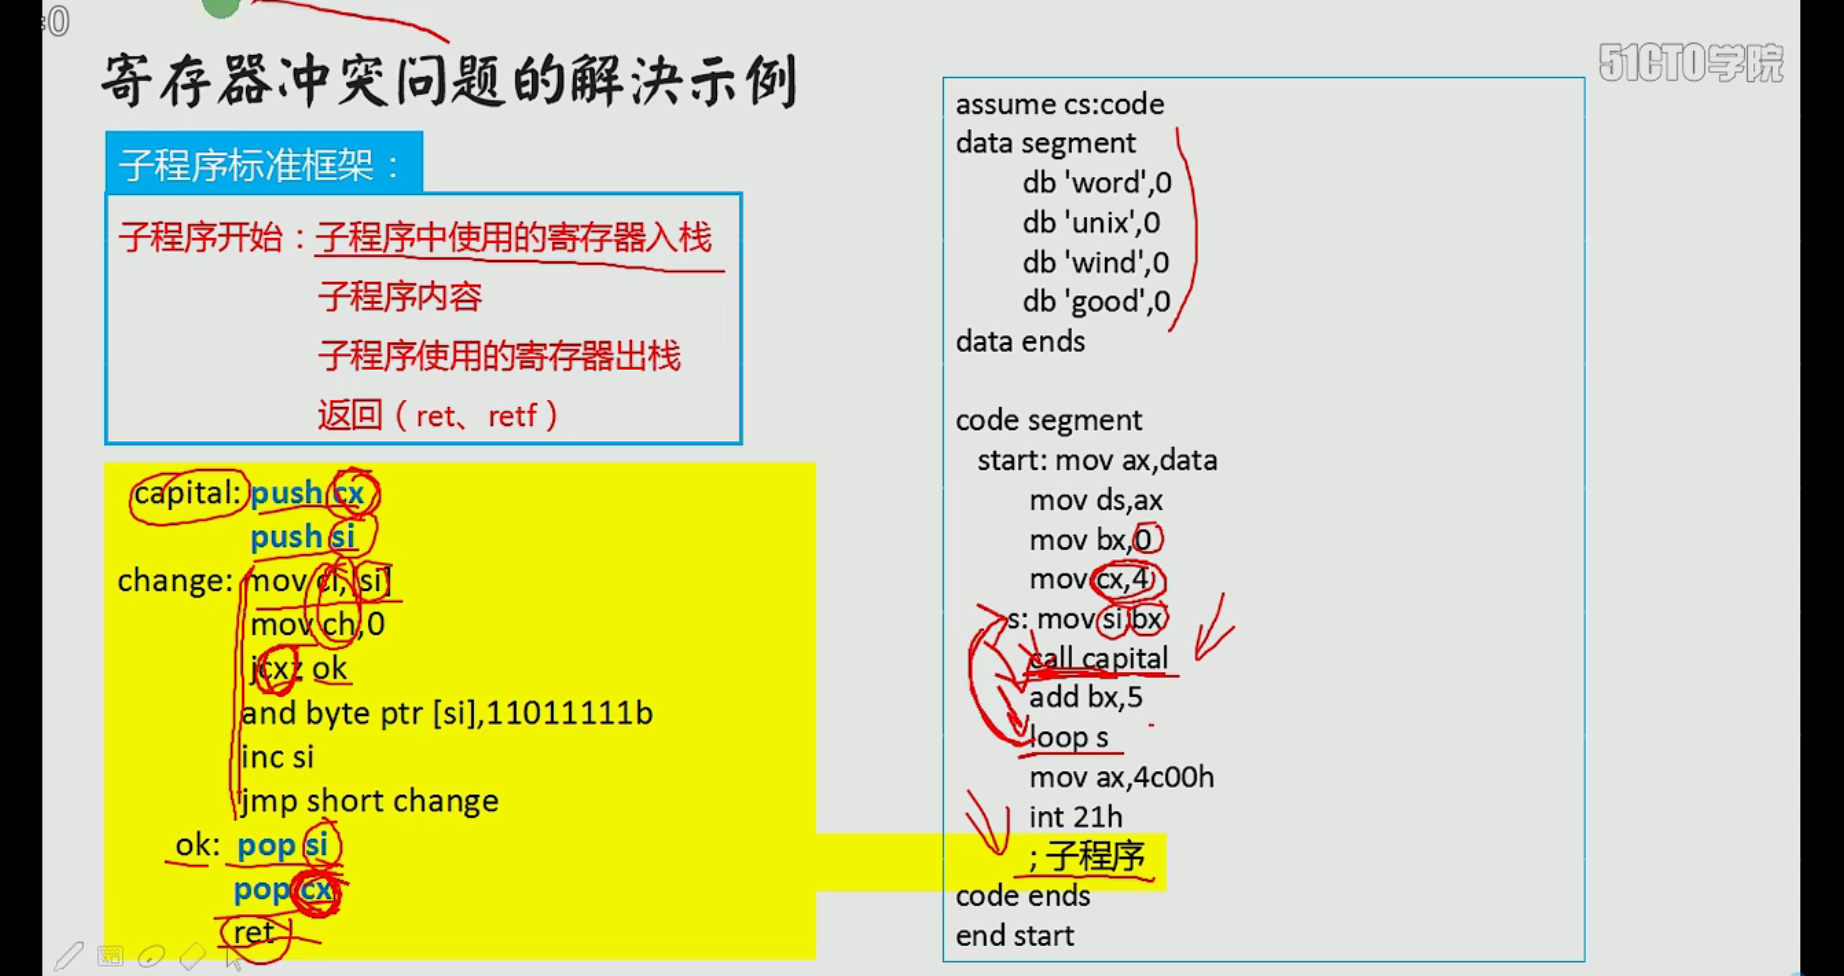 :0
51CTO学院
寄存器冲突问题的解决示例
子程序标准框架：
子程序开始：子程序中使用的寄存器入栈
子程序内容
子程序使用的寄存器出栈
返回（ret、retf）
capital: push cx
push si
change: mov cl,[si]
mov ch,0
jcxz ok
and byte ptr [si],11011111b
inc si
jmp short change
ok: pop si
pop cx
ret
assume cs:code
data segment
db 'word',0
db 'unix',0
db 'wind',0
db 'good',0
data ends
code segment
start: mov ax,data
mov ds,ax
mov bx,0
mov cx,4
s: mov si,bx
call capital
add bx,5
loop s
mov ax,4c00h
int 21h
; 子程序
code ends
end start